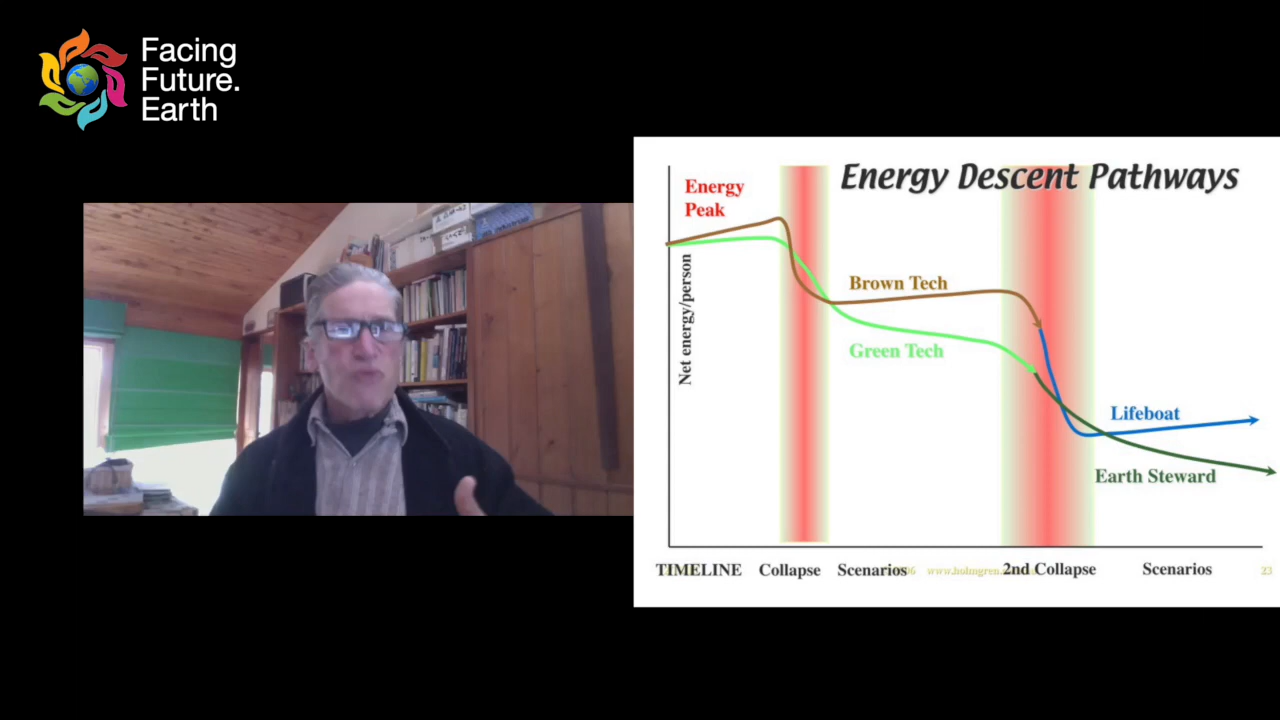 Facing
Future.
Earth
Energy Descent Pathways
Energy
Peak
Net energy/person
Brown Tech
Green Tech
Lifeboat
Earth Steward
TIMELINE Collapse Scenarios 2nd Collapse Scenarios
23